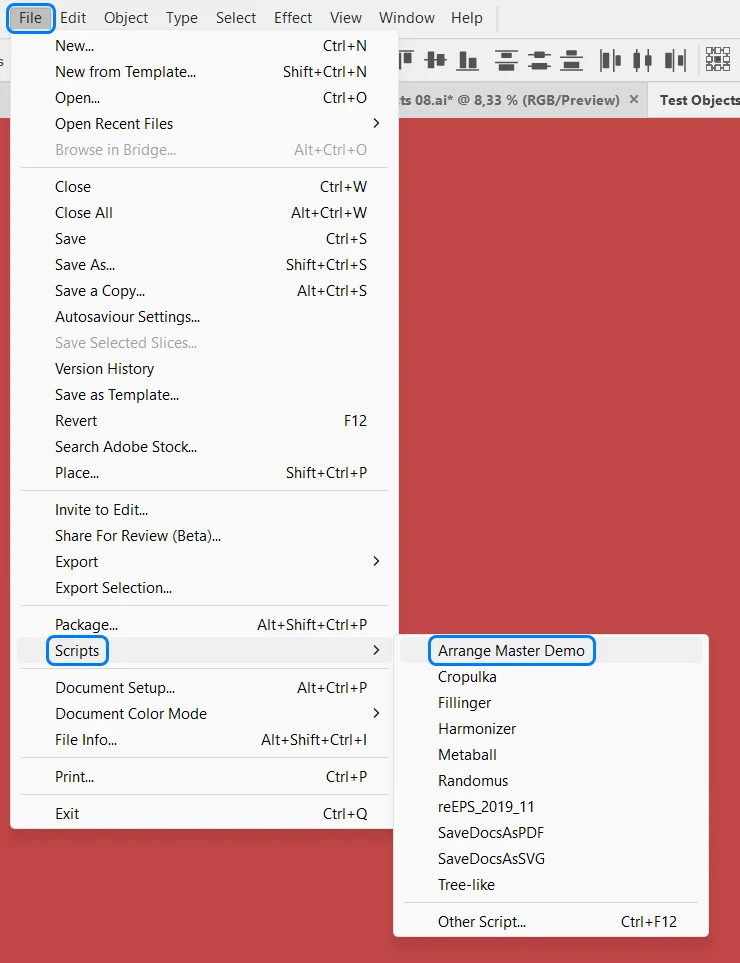 File Edit Object Type Select Effect View Window Help
New... Ctrl+N
New from Template... Shift+Ctrl+N
Open... Ctrl+O
Open Recent Files
Browse in Bridge... Alt+Ctrl+O
Close Ctrl+W
Close All Alt+Ctrl+W
Save Ctrl+S
Save As... Shift+Ctrl+S
Save a Copy... Alt+Ctrl+S
Autosaviour Settings...
Save Selected Slices...
Version History
Save as Template...
Revert F12
Search Adobe Stock...
Place... Shift+Ctrl+P
Invite to Edit...
Share For Review (Beta)...
Export
Export Selection...
Package... Alt+Shift+Ctrl+P
Scripts
Document Setup... Alt+Ctrl+P
Document Color Mode
File Info... Alt+Shift+Ctrl+I
Print... Ctrl+P
Exit Ctrl+Q
08.ai* @ 8,33 % (RGB/Preview) ×
Test Objects
Arrange Master Demo
Cropulka
Fillinger
Harmonizer
Metaball
Randomus
reEPS_2019_11
SaveDocsAsPDF
SaveDocsAsSVG
Tree-like
Other Script... Ctrl+F12